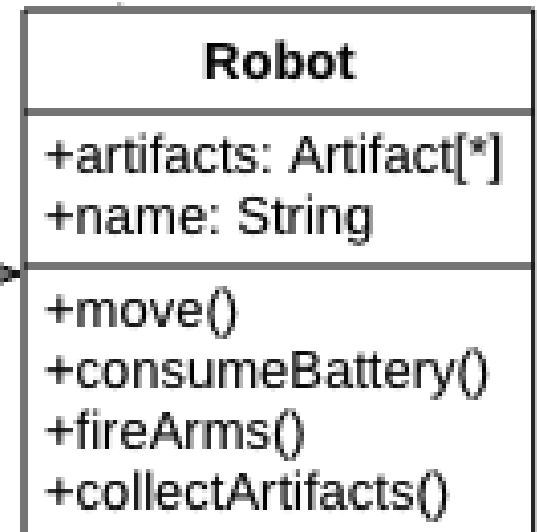 Robot
+artifacts: Artifact[*]
+name: String
+move()
+consumeBattery()
+fireArms()
+collectArtifacts()